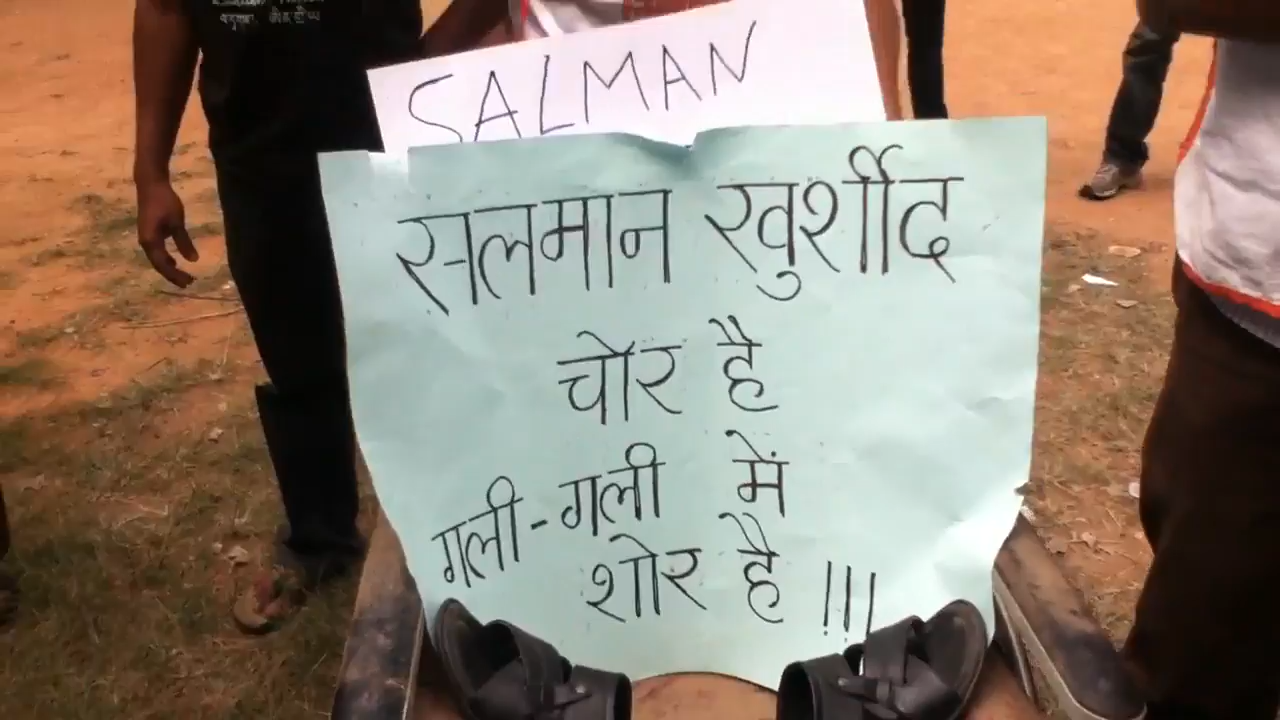 SALMAN
सलमान खुर्शीद
चोर है
गली-गली में
शोर है !!!